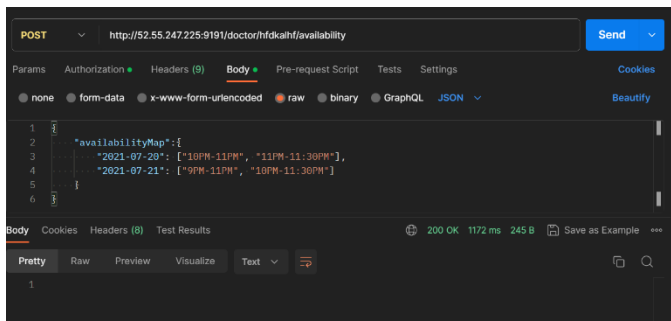 POST http://52.55.247.225:9191/doctor/hfdkalhf/availability Send
Params Authorization Headers (9) Body Pre-request Script Tests Settings Cookies
none form-data x-www-form-urlencoded raw binary GraphQL JSON Beautify
1 {
2 "availabilityMap":{
3 "2021-07-20": ["10PM-11PM", "11PM-11:30PM"],
4 "2021-07-21": ["9PM-11PM", "10PM-11:30PM"]
5 }
6 }
Body Cookies Headers (8) Test Results 200 OK 1172 ms 245 B Save as Example
Pretty Raw Preview Visualize Text
1